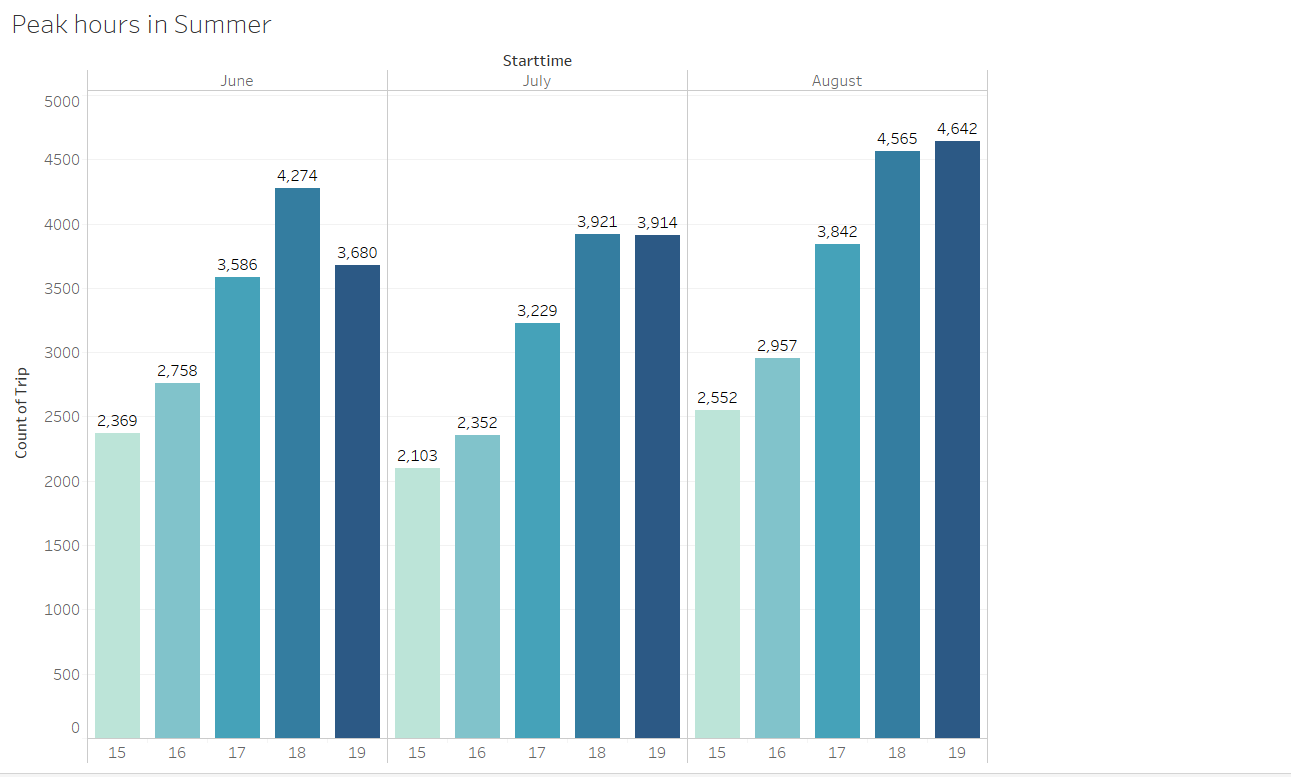 Peak hours in Summer
Starttime
June July August
Count of Trip
5000
4500
4000
3500
3000
2500
2000
1500
1000
500
0
2,369 2,758 3,586 4,274 3,680
2,103 2,352 3,229 3,921 3,914
2,552 2,957 3,842 4,565 4,642
15 16 17 18 19 15 16 17 18 19 15 16 17 18 19